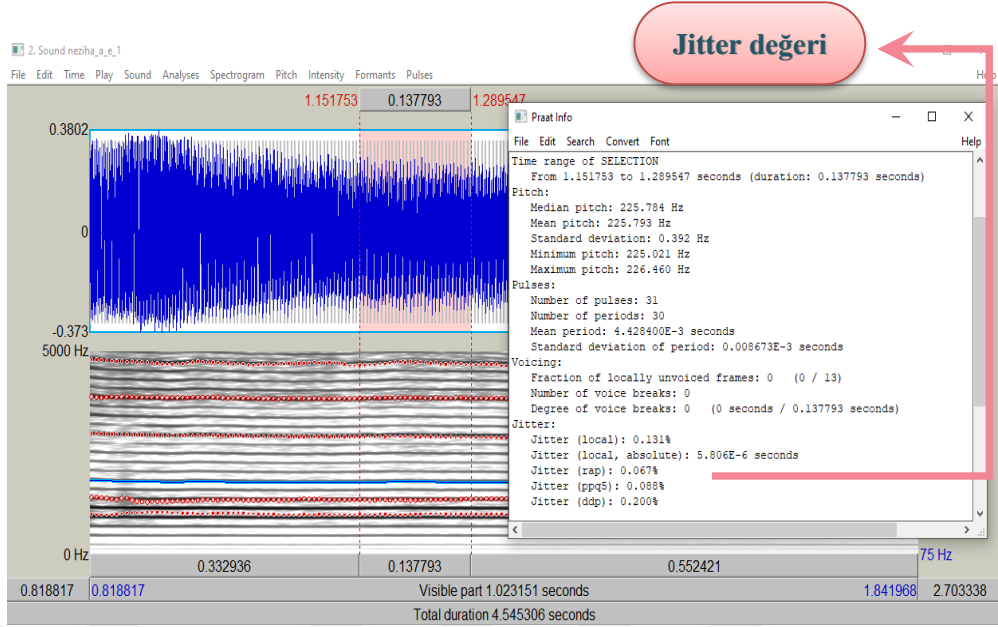 Jitter değeri
2. Sound neziha_a_e_1
File Edit Time Play Sound Analyses Spectrogram Pitch Intensity Formants Pulses
Help
1.151753 0.137793 1.289547
0.3802
0
-0.373
5000 Hz
0 Hz
Praat Info
File Edit Search Convert Font Help
Time range of SELECTION
From 1.151753 to 1.289547 seconds (duration: 0.137793 seconds)
Pitch:
Median pitch: 225.784 Hz
Mean pitch: 225.793 Hz
Standard deviation: 0.392 Hz
Minimum pitch: 225.021 Hz
Maximum pitch: 226.460 Hz
Pulses:
Number of pulses: 31
Number of periods: 30
Mean period: 4.428400E-3 seconds
Standard deviation of period: 0.008673E-3 seconds
Voicing:
Fraction of locally unvoiced frames: 0 (0 / 13)
Number of voice breaks: 0
Degree of voice breaks: 0 (0 seconds / 0.137793 seconds)
Jitter:
Jitter (local): 0.131%
Jitter (local, absolute): 5.806E-6 seconds
Jitter (rap): 0.067%
Jitter (ppq5): 0.088%
Jitter (ddp): 0.200%
75 Hz
0.332936 0.137793 0.552421
0.818817 0.818817 Visible part 1.023151 seconds 1.841968 2.703338
Total duration 4.545306 seconds